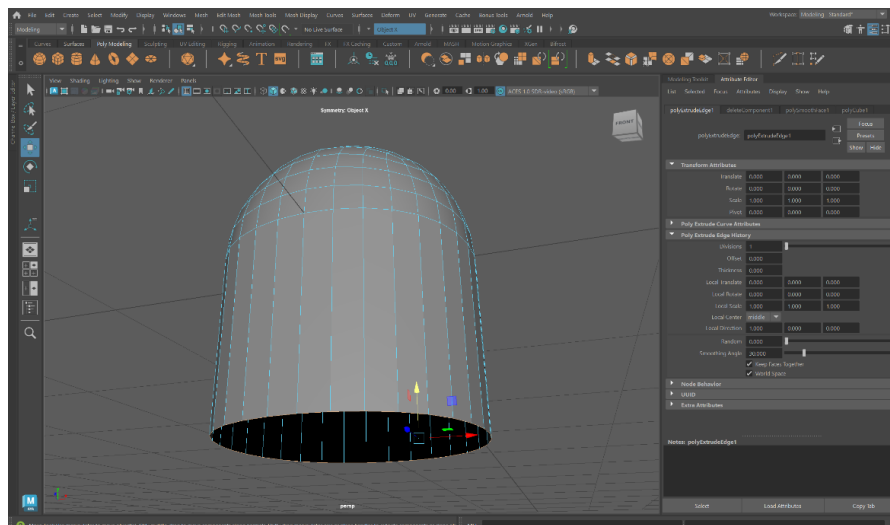 File Edit Create Select Modify Display Windows Mesh Edit Mesh Mesh Tools Mesh Display Curves Surfaces Deform UV Generate Cache Bonus Tools Arnold Help
Workspace: Modeling - Standard*
Modeling
No Live Surface
Object X
Curves Surfaces Poly Modeling Sculpting UV Editing Rigging Animation Rendering FX FX Caching Custom Arnold MASH Motion Graphics XGen Bifrost
View Shading Lighting Show Renderer Panels
0.00 1.00 ACES 1.0 SDR-video (sRGB)
Symmetry: Object X
FRONT
persp
Modeling Toolkit Attribute Editor
List Selected Focus Attributes Display Show Help
polyExtrudeEdge1 deleteComponent1 polySmoothFace1 polyCube1
polyExtrudeEdge: polyExtrudeEdge1
Focus
Presets
Show Hide
Transform Attributes
Translate 0.000 0.000 0.000
Rotate 0.000 0.000 0.000
Scale 1.000 1.000 1.000
Pivot 0.000 0.000 0.000
Poly Extrude Curve Attributes
Poly Extrude Edge History
Divisions 1
Offset 0.000
Thickness 0.000
Local Translate 0.000 0.000 0.000
Local Rotate 0.000 0.000 0.000
Local Scale 1.000 1.000 1.000
Local Center middle
Local Direction 1.000 0.000 0.000
Random 0.000
Smoothing Angle 30.000
Keep Faces Together
World Space
Node Behavior
UUID
Extra Attributes
Notes: polyExtrudeEdge1
Select Load Attributes Copy Tab